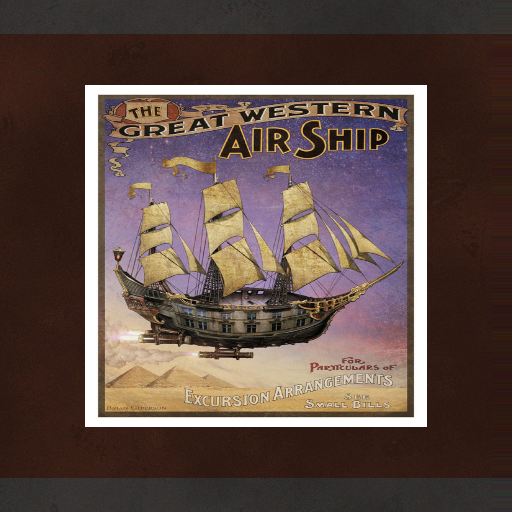 THE
GREAT WESTERN
AIR SHIP
FOR
PARTICULARS OF
EXCURSION ARRANGEMENTS
SEE
SMALL BILLS